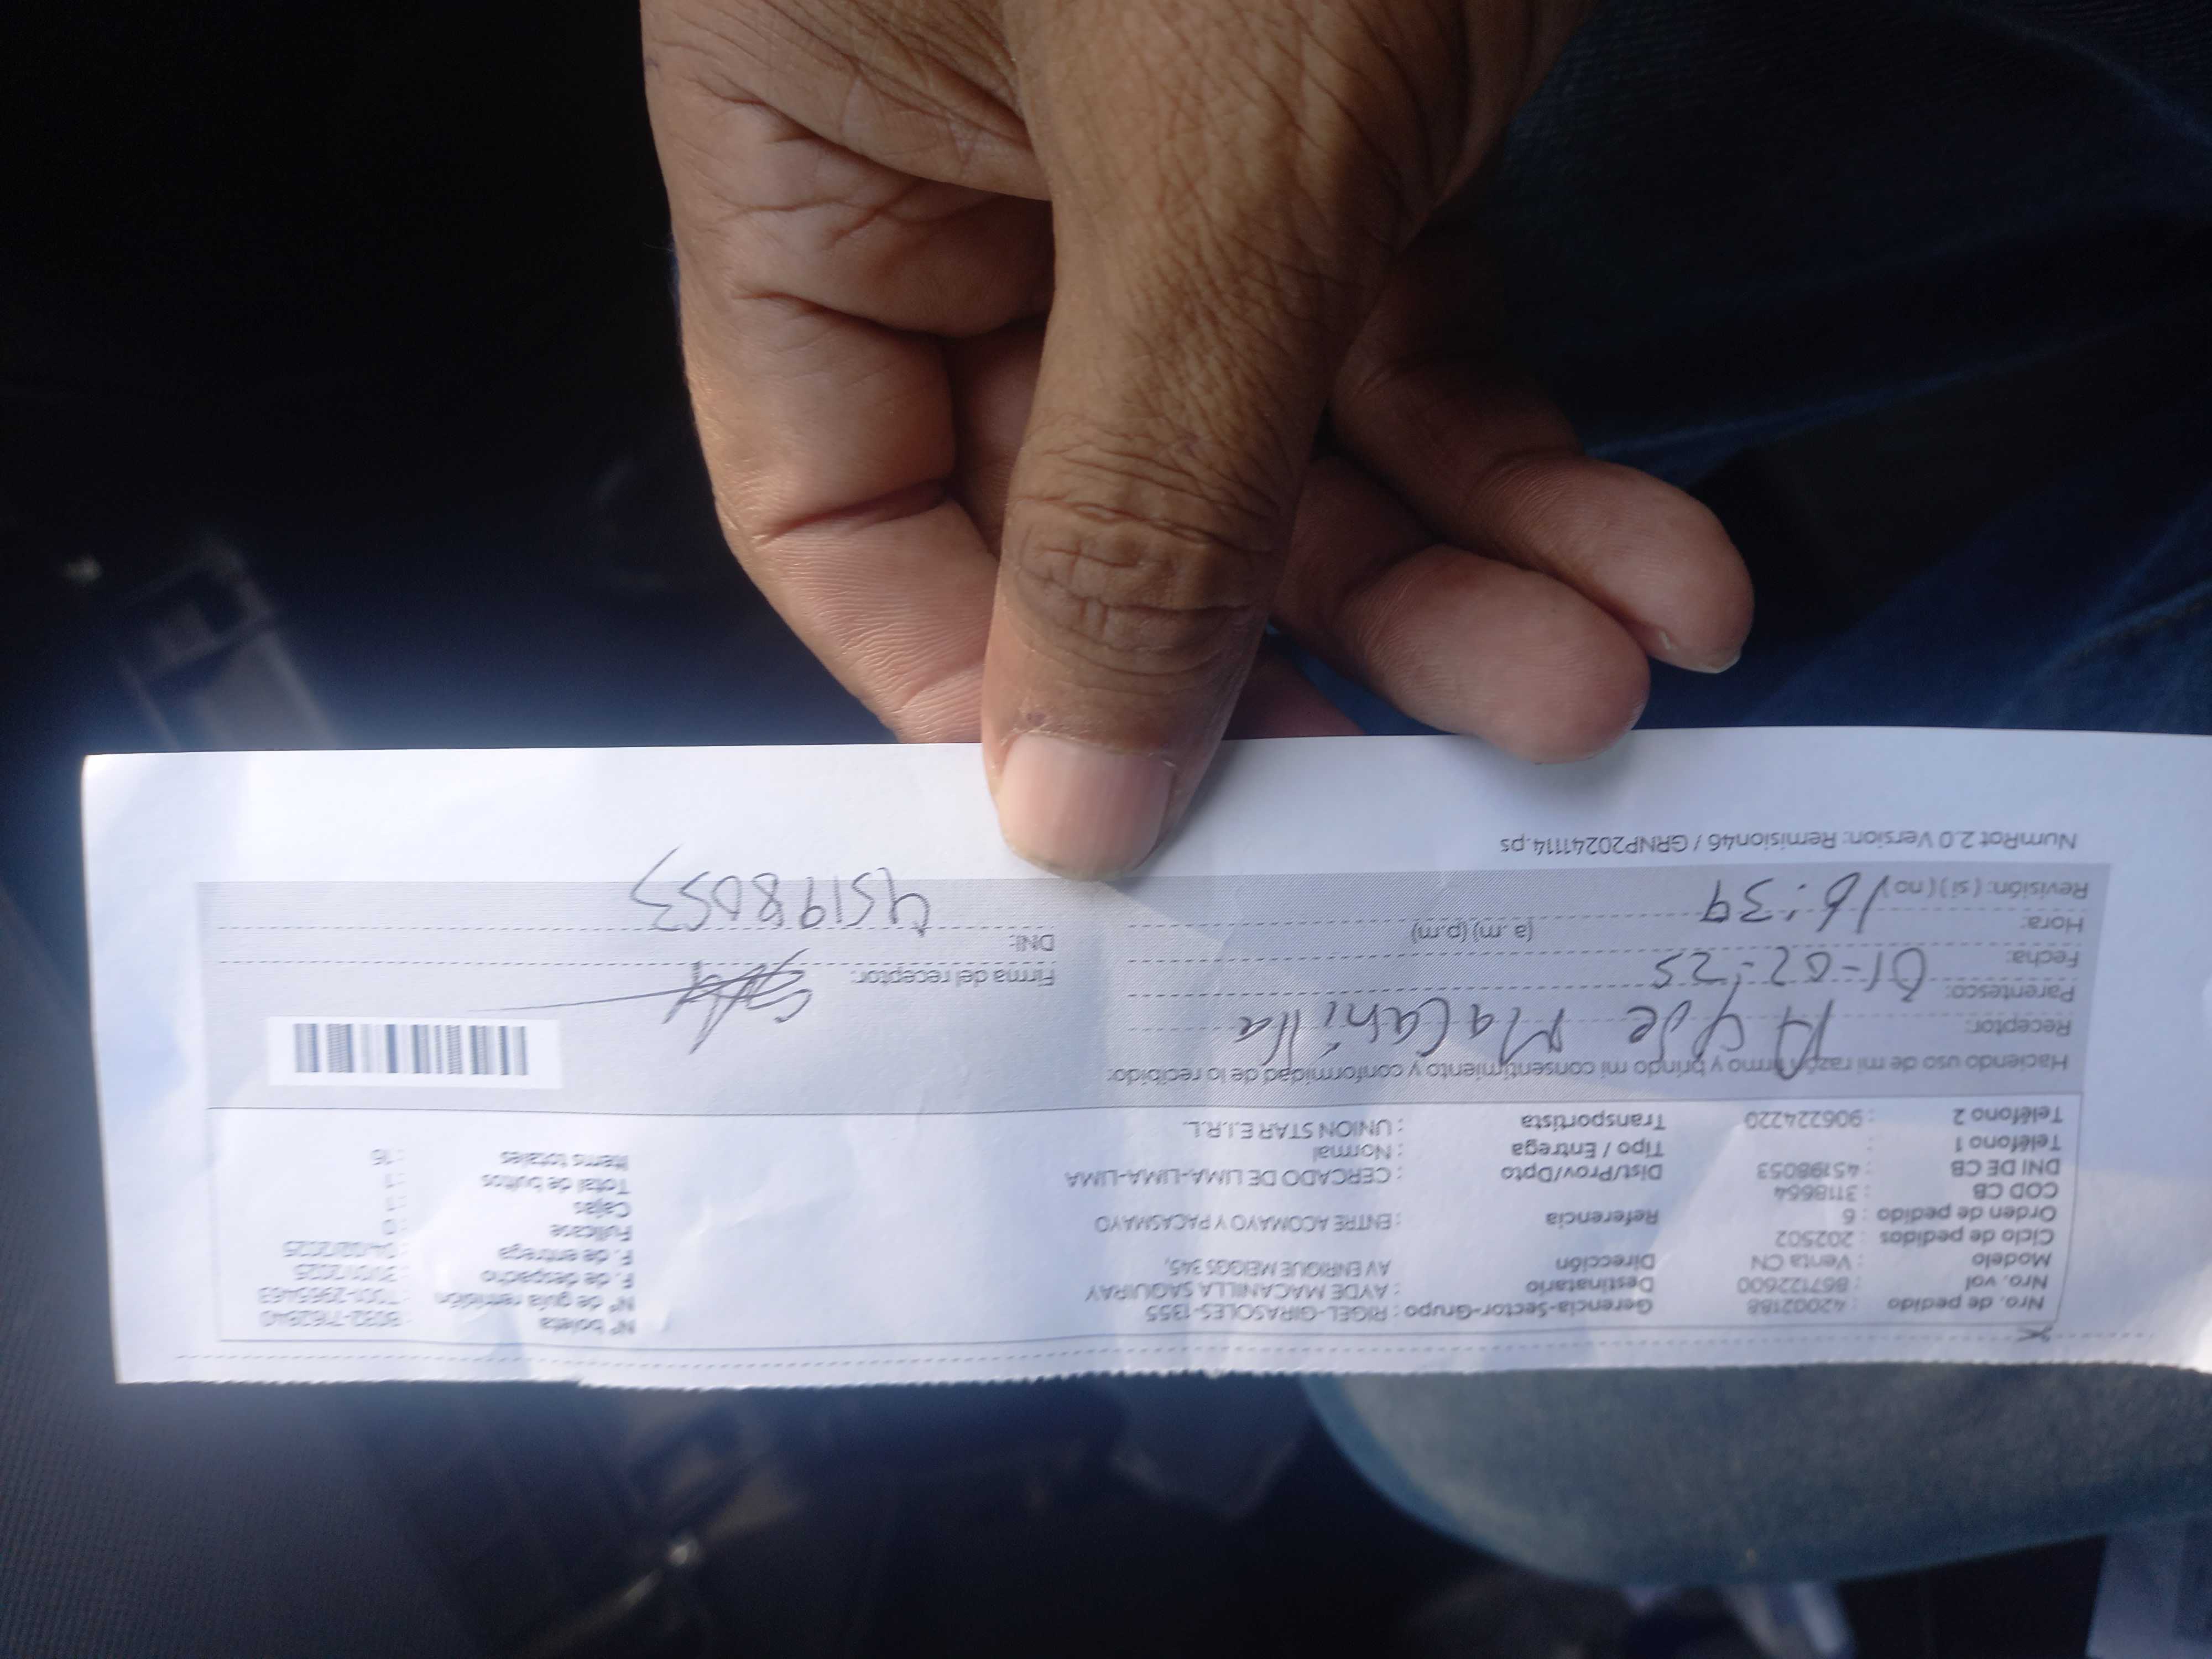 Nro. de pedido : 42002188 Gerencia-Sector-Grupo : RIGEL-GIRASOLES-1355 N° boleta
Nro. vol : 867122600 Destinatario : AYDE MACANILLA SAQUIRAY N° de guía remisión
Modelo : Venta CN Dirección AV ENRIQUE MEIGGS 345, F. de despacho : 31/01/2025
Ciclo de pedidos : 202502 F. de entrega : 04/02/2025
Orden de pedido : 6 Referencia : ENTRE ACOMAYO Y PACASMAYO Fullcase : 0
COD CB : 3118664 Cajas : 1
DNI DE CB : 45198053 Dist/Prov/Dpto : CERCADO DE LIMA-LIMA-LIMA Total de bultos : 1
Teléfono 1 : Tipo / Entrega : Normal Items totales : 16
Teléfono 2 : 906224220 Transportista : UNION STAR E.I.R.L.
Haciendo uso de mi razón firmo y brindo mi consentimiento y conformidad de lo recibido:
Receptor: Ayde Macanilla
Parentesco: Firma del receptor:
Fecha: 01-02-25
Hora: 16:39 (a.m) (p.m) DNI: 45198053
Revisión: (si) (no)
NumRot 2.0 Version: Remision46 / GRNP20241114.ps